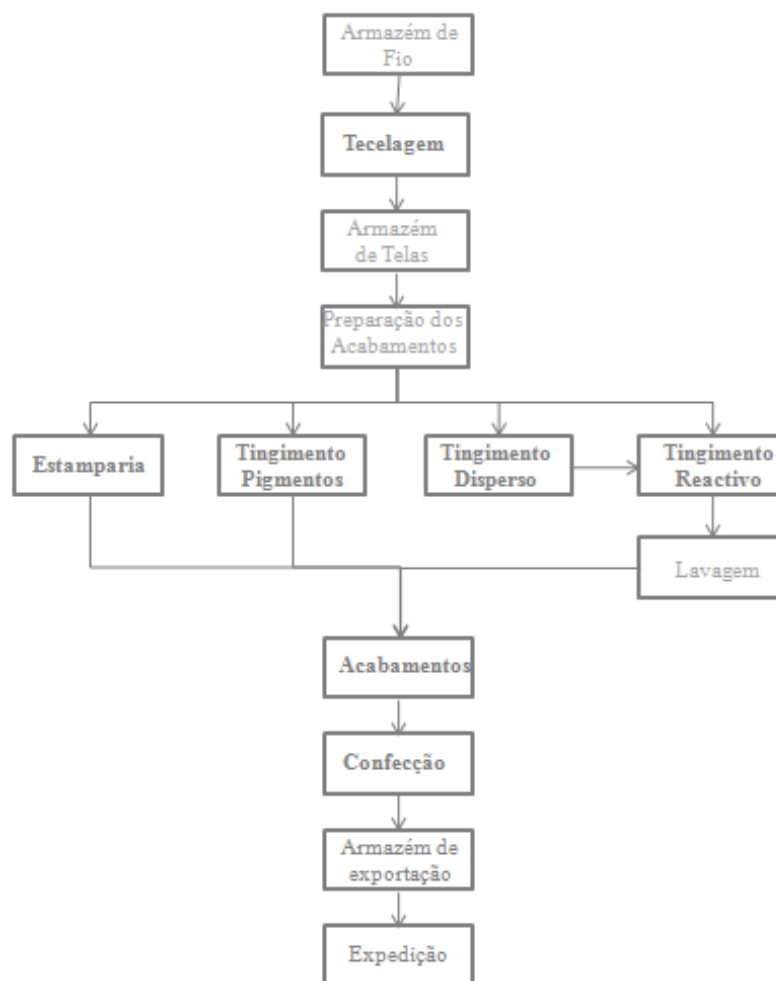 Armazém de
Fio
Tecelagem
Armazém
de Telas
Preparação dos
Acabamentos
Estamparia
Tingimento
Pigmentos
Tingimento
Disperso
Tingimento
Reactivo
Lavagem
Acabamentos
Confecção
Armazém de
exportação
Expedição